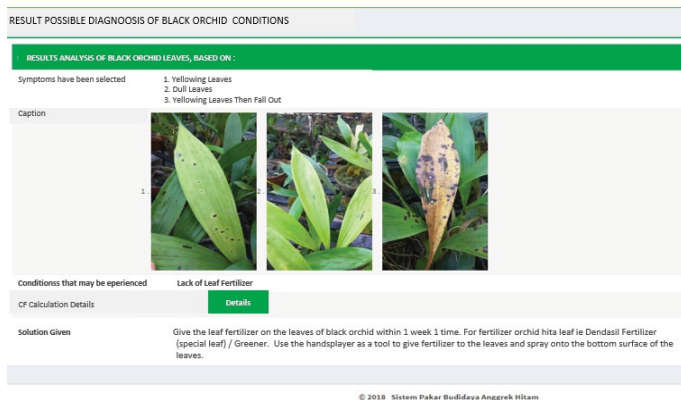 RESULT POSSIBLE DIAGNOOSIS OF BLACK ORCHID CONDITIONS
RESULTS ANALYSIS OF BLACK ORCHID LEAVES, BASED ON :
Symptoms have been selected
1. Yellowing Leaves
2. Dull Leaves
3. Yellowing Leaves Then Fall Out
Caption
1.
2.
3.
Conditionss that may be eperienced Lack of Leaf Fertilizer
CF Calculation Details Details
Solution Given
Give the leaf fertilizer on the leaves of black orchid within 1 week 1 time. For fertilizer orchid hita leaf ie Dendasil Fertilizer
(special leaf) / Greener. Use the handsplayer as a tool to give fertilizer to the leaves and spray onto the bottom surface of the
leaves.
© 2018 Sistem Pakar Budidaya Anggrek Hitam